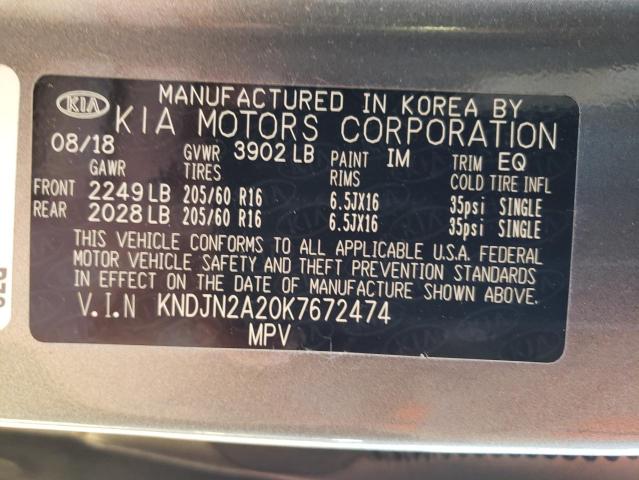 KIA MANUFACTURED IN KOREA BY
KIA MOTORS CORPORATION
08/18 GVWR 3902 LB PAINT IM TRIM EQ
GAWR TIRES RIMS COLD TIRE INFL
FRONT 2249 LB 205/60 R16 6.5JX16 35psi SINGLE
REAR 2028 LB 205/60 R16 6.5JX16 35psi SINGLE
THIS VEHICLE CONFORMS TO ALL APPLICABLE U.S.A. FEDERAL
MOTOR VEHICLE SAFETY AND THEFT PREVENTION STANDARDS
IN EFFECT ON THE DATE OF MANUFACTURE SHOWN ABOVE.
V.I.N KNDJN2A20K7672474
MPV